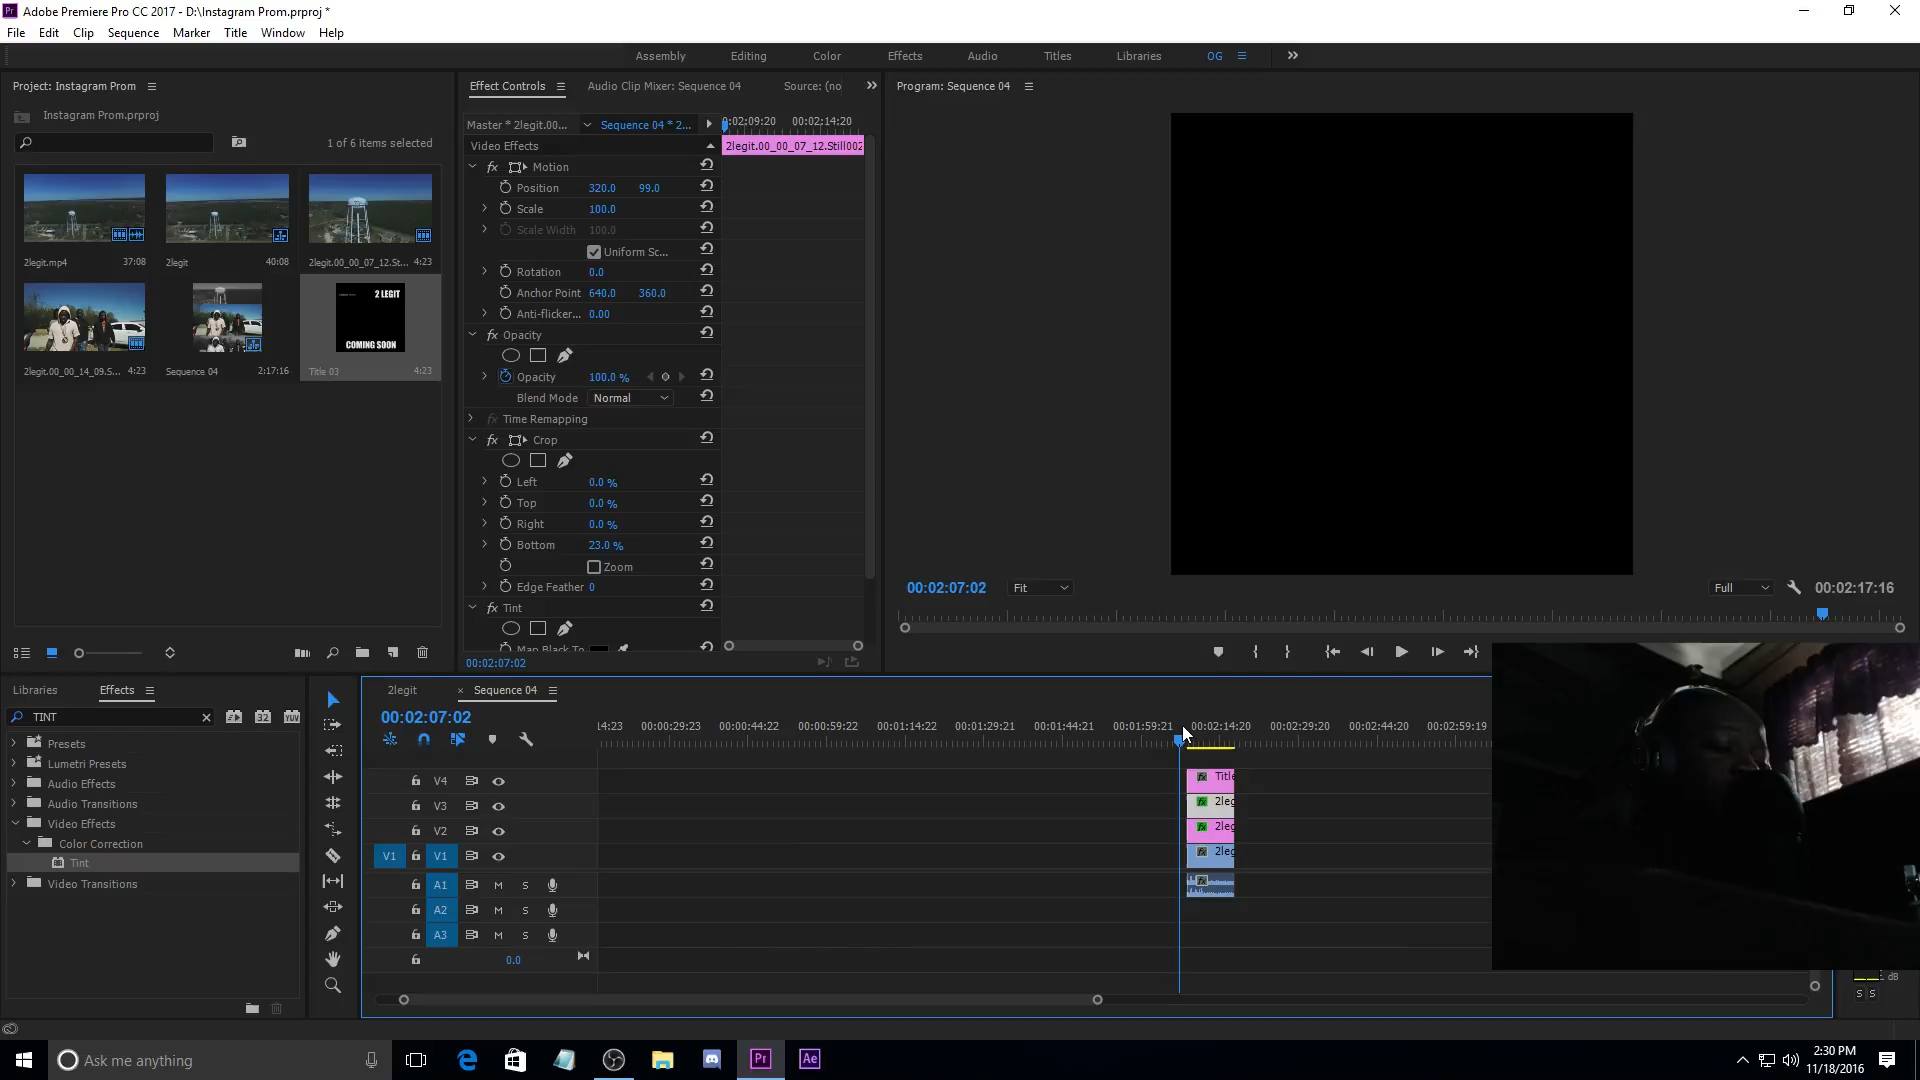 Adobe Premiere Pro CC 2017 - D:\Instagram Prom.prproj *
File Edit Clip Sequence Marker Title Window Help
Assembly Editing Color Effects Audio Titles Libraries OG
Project: Instagram Prom
Instagram Prom.prproj
1 of 6 items selected
2legit.mp4 37:08
2legit 40:08
2legit.00_00_07_12.St... 4:23
2 LEGIT
COMING SOON
2legit.00_00_14_09.S... 4:23
Sequence 04 2:17:16
Title 03 4:23
Effect Controls Audio Clip Mixer: Sequence 04 Source: (no
Master * 2legit.00... Sequence 04 * 2...
0:02;09:20 00:02;14:20
Video Effects
2legit.00_00_07_12.Still002
fx Motion
Position 320.0 99.0
Scale 100.0
Scale Width 100.0
Uniform Sc...
Rotation 0.0
Anchor Point 640.0 360.0
Anti-flicker... 0.00
fx Opacity
Opacity 100.0 %
Blend Mode Normal
fx Time Remapping
fx Crop
Left 0.0 %
Top 0.0 %
Right 0.0 %
Bottom 23.0 %
Zoom
Edge Feather 0
fx Tint
Map Black To
00:02:07:02
Program: Sequence 04
00:02:07:02 Fit Full 00:02:17:16
Libraries Effects
TINT
32 YUV
Presets
Lumetri Presets
Audio Effects
Audio Transitions
Video Effects
Color Correction
Tint
Video Transitions
2legit × Sequence 04
00:02:07:02
14:23 00:00:29:23 00:00:44:22 00:00:59:22 00:01:14:22 00:01:29:21 00:01:44:21 00:01:59:21 00:02:14:20 00:02:29:20 00:02:44:20 00:02:59:19
V4 fx Title
V3 fx 2leg
V2 fx 2leg
V1 V1 fx 2leg
A1 M S fx
A2 M S
A3 M S
0.0
dB
S S
Ask me anything
Pr Ae
2:30 PM
11/18/2016